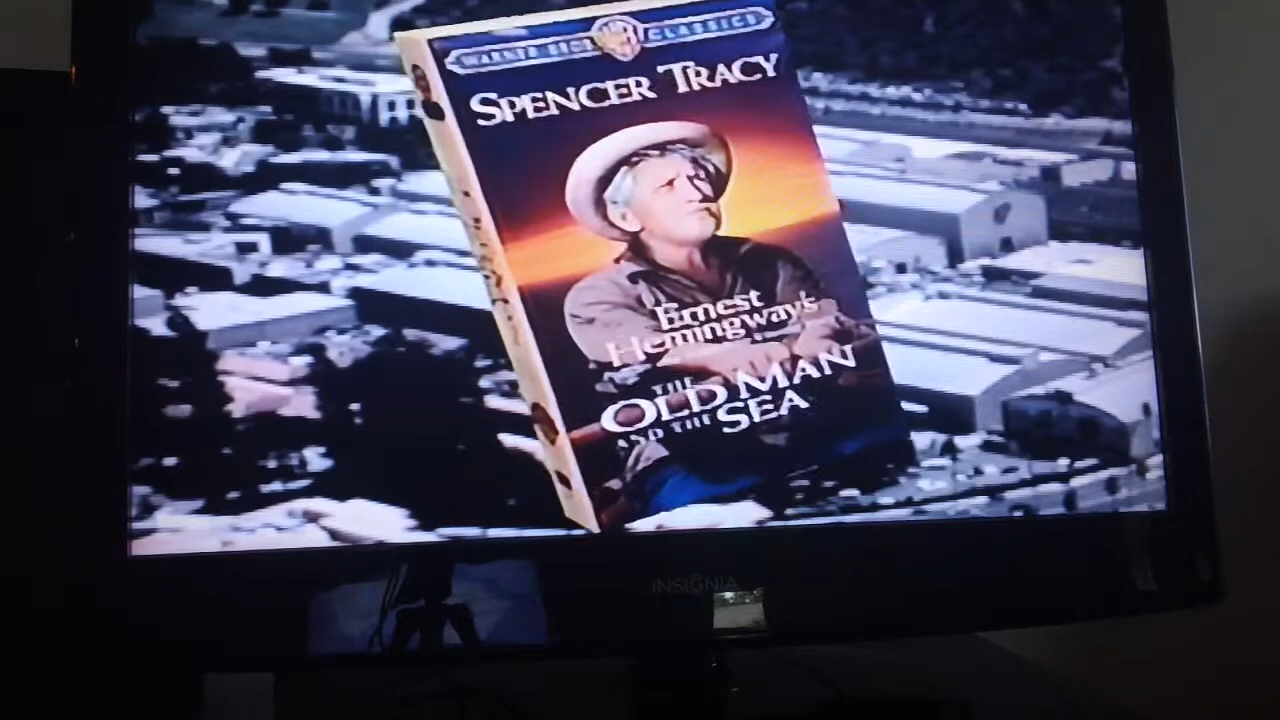 WARNER BROS CLASSICS
SPENCER TRACY
Ernest
Hemingway's
THE
OLD MAN
AND THE SEA
INSIGNIA